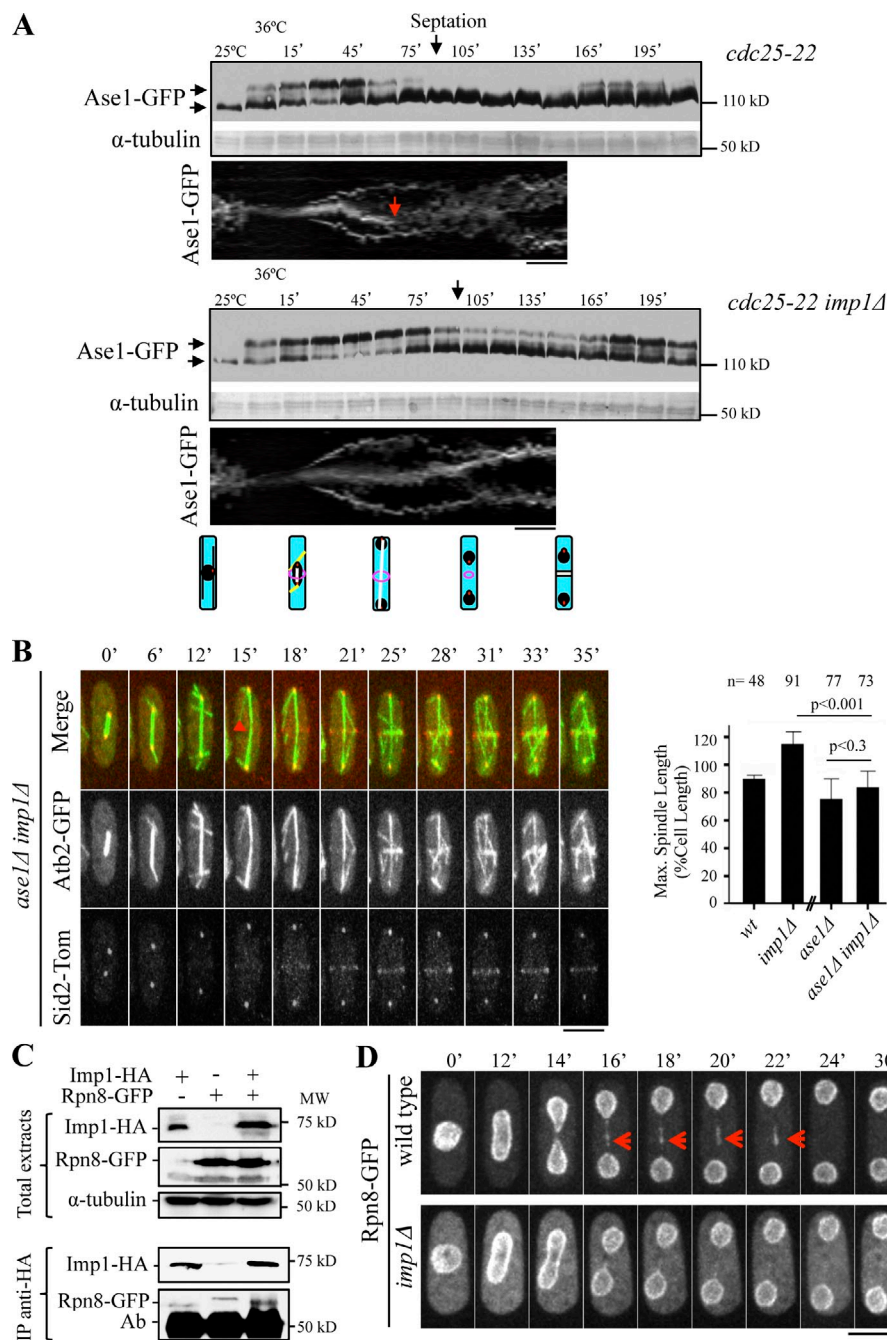 A
Septation
36ºC
25ºC 15’ 45’ 75’ 105’ 135’ 165’ 195’ cdc25-22
Ase1-GFP
110 kD
α-tubulin
50 kD
Ase1-GFP
36ºC
25ºC 15’ 45’ 75’ 105’ 135’ 165’ 195’ cdc25-22 imp1Δ
Ase1-GFP
110 kD
α-tubulin
50 kD
Ase1-GFP
B
0’ 6’ 12’ 15’ 18’ 21’ 25’ 28’ 31’ 33’ 35’
ase1Δ imp1Δ
Merge
Atb2-GFP
Sid2-Tom
n= 48 91 77 73
p<0.001
p<0.3
Max. Spindle Length
(%Cell Length)
120
100
80
60
40
20
0
wt
imp1Δ
ase1Δ
ase1Δ imp1Δ
C
Imp1-HA + - +
Rpn8-GFP - + + MW
Total extracts
Imp1-HA 75 kD
Rpn8-GFP
50 kD
α-tubulin 50 kD
IP anti-HA
Imp1-HA 75 kD
Rpn8-GFP
Ab 50 kD
D
0’ 12’ 14’ 16’ 18’ 20’ 22’ 24’ 30
Rpn8-GFP
wild type
imp1Δ